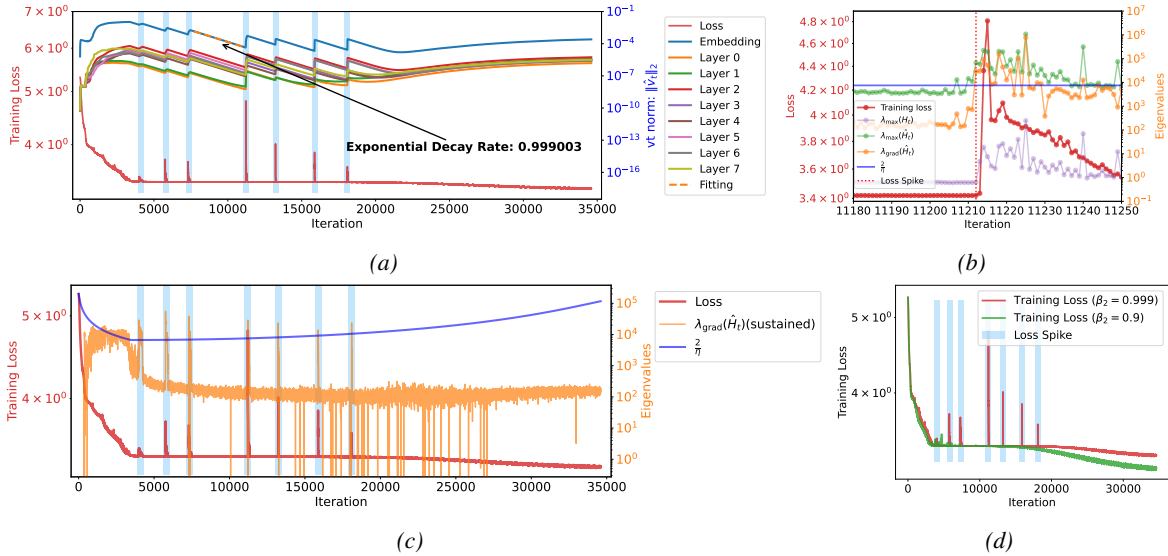 7 × 10⁰
6 × 10⁰
5 × 10⁰
4 × 10⁰
Training Loss
0
5000
10000
15000
20000
25000
30000
35000
Iteration
10⁻¹
10⁻⁴
10⁻⁷
10⁻¹⁰
10⁻¹³
10⁻¹⁶
vt norm: ‖v̂ₜ‖₂
Exponential Decay Rate: 0.999003
Loss
Embedding
Layer 0
Layer 1
Layer 2
Layer 3
Layer 4
Layer 5
Layer 6
Layer 7
Fitting
(a)
4.8 × 10⁰
4.6 × 10⁰
4.4 × 10⁰
4.2 × 10⁰
4 × 10⁰
3.8 × 10⁰
3.6 × 10⁰
3.4 × 10⁰
Loss
Training loss
λmax(Hₜ)
λmax(Ĥₜ)
λgrad(Ĥₜ)
2/η
Loss Spike
11180
11190
11200
11210
11220
11230
11240
11250
Iteration
10⁷
10⁶
10⁵
10⁴
10³
10²
10¹
10⁰
10⁻¹
Eigenvalues
(b)
5 × 10⁰
4 × 10⁰
Training Loss
0
5000
10000
15000
20000
25000
30000
35000
Iteration
10⁵
10⁴
10³
10²
10¹
10⁰
Eigenvalues
Loss
λgrad(Ĥₜ)(sustained)
2/η
(c)
5 × 10⁰
4 × 10⁰
Training Loss
Training Loss (β₂ = 0.999)
Training Loss (β₂ = 0.9)
Loss Spike
0
10000
20000
30000
Iteration
(d)